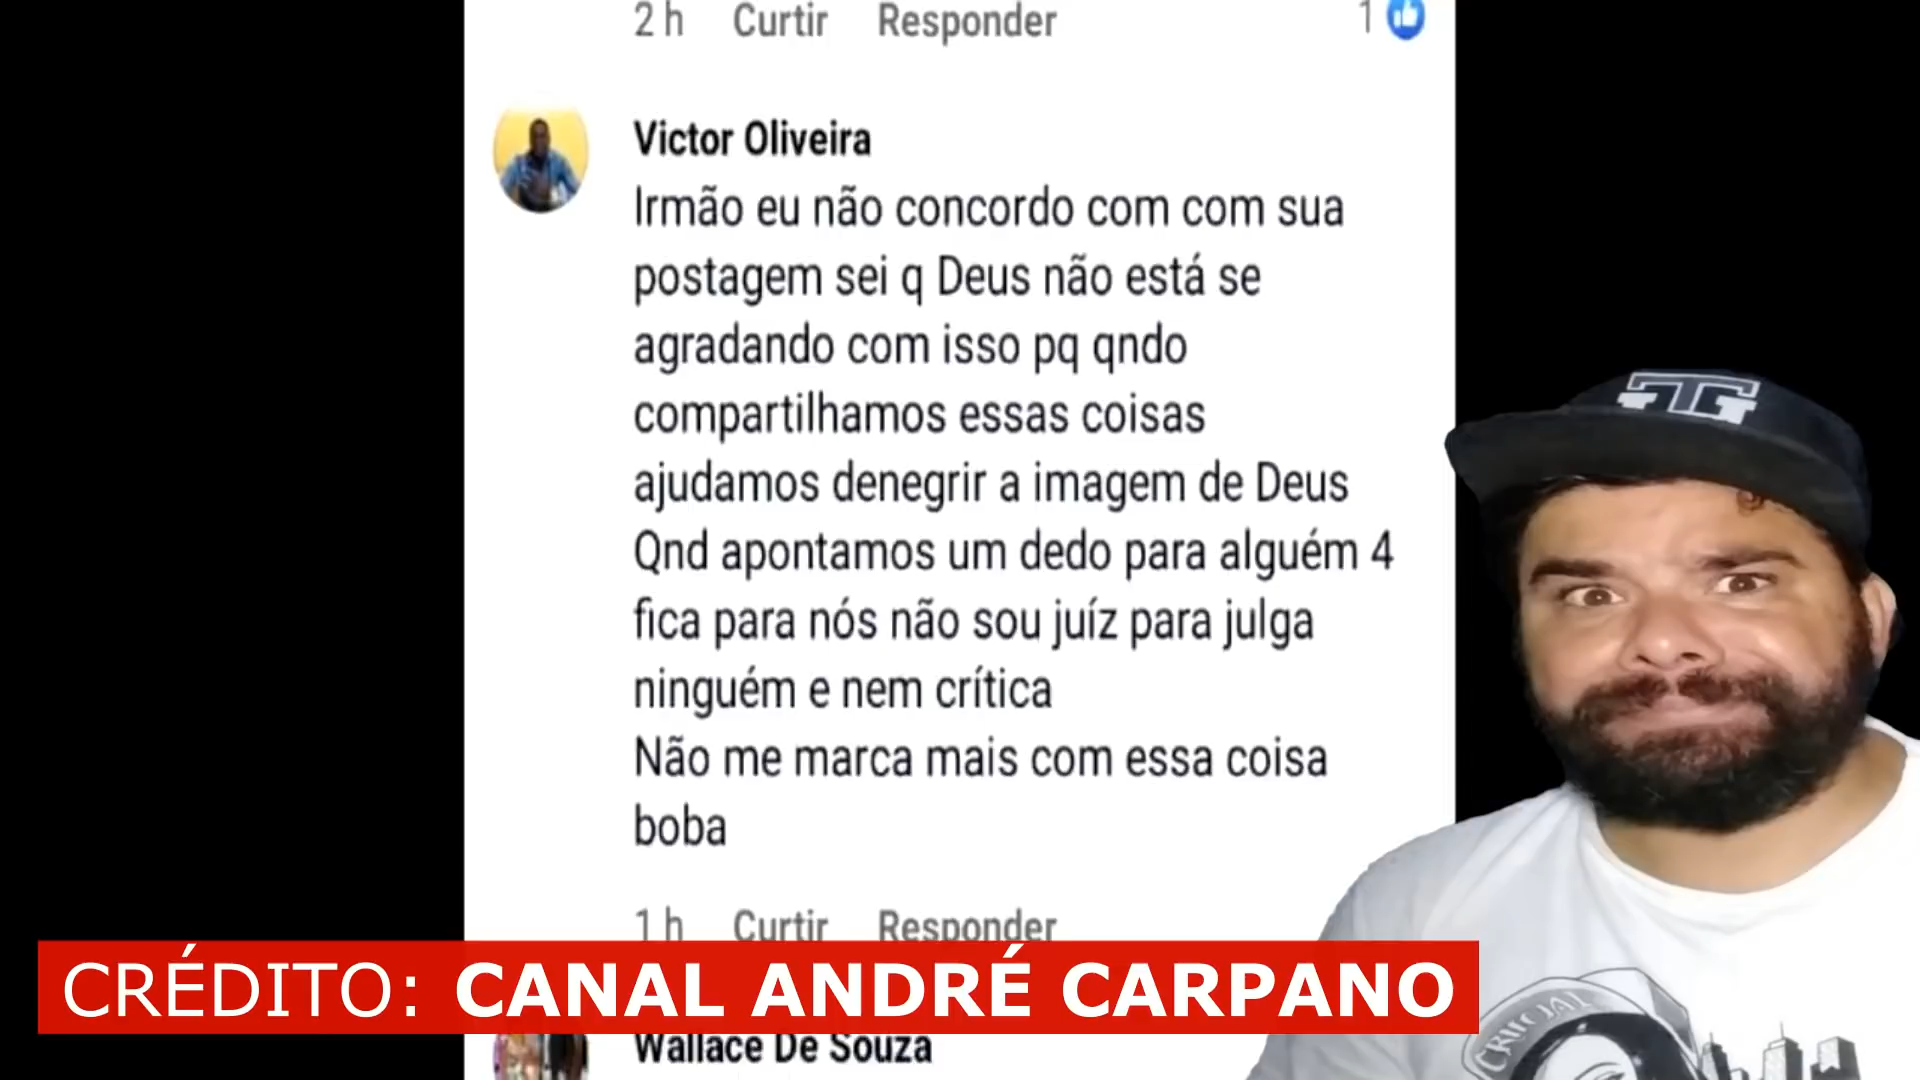 2 h Curtir Responder 1
Victor Oliveira
Irmão eu não concordo com com sua
postagem sei q Deus não está se
agradando com isso pq qndo
compartilhamos essas coisas
ajudamos denegrir a imagem de Deus
Qnd apontamos um dedo para alguém 4
fica para nós não sou juíz para julga
ninguém e nem crítica
Não me marca mais com essa coisa
boba
1 h Curtir Responder
CRÉDITO: CANAL ANDRÉ CARPANO
Wallace De Souza